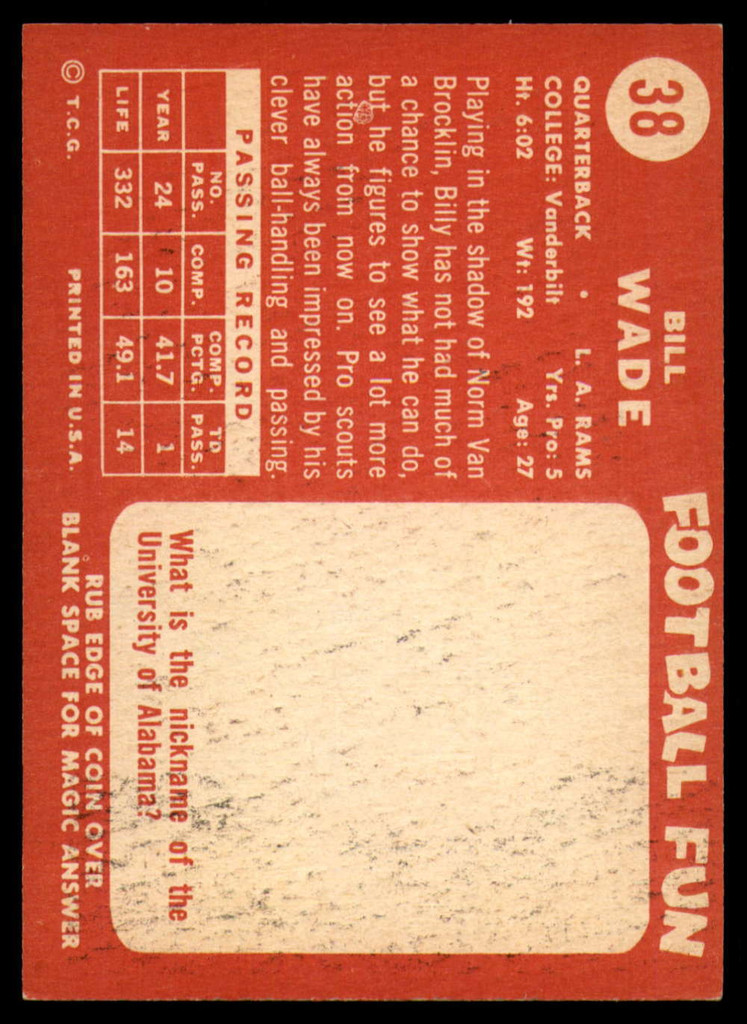 38
BILL
WADE
QUARTERBACK • L. A. RAMS
COLLEGE: Vanderbilt Yrs. Pro: 5
Ht. 6:02 Wt: 192 Age: 27
Playing in the shadow of Norm Van
Brocklin, Billy has not had much of
a chance to show what he can do,
but he figures to see a lot more
action from now on. Pro scouts
have always been impressed by his
clever ball-handling and passing.
PASSING RECORD
NO. PASS. COMP. COMP. PCTG. TD PASS.
YEAR 24 10 41.7 1
LIFE 332 163 49.1 14
© T.C.G. PRINTED IN U.S.A.
FOOTBALL FUN
What is the nickname of the
University of Alabama?
RUB EDGE OF COIN OVER
BLANK SPACE FOR MAGIC ANSWER